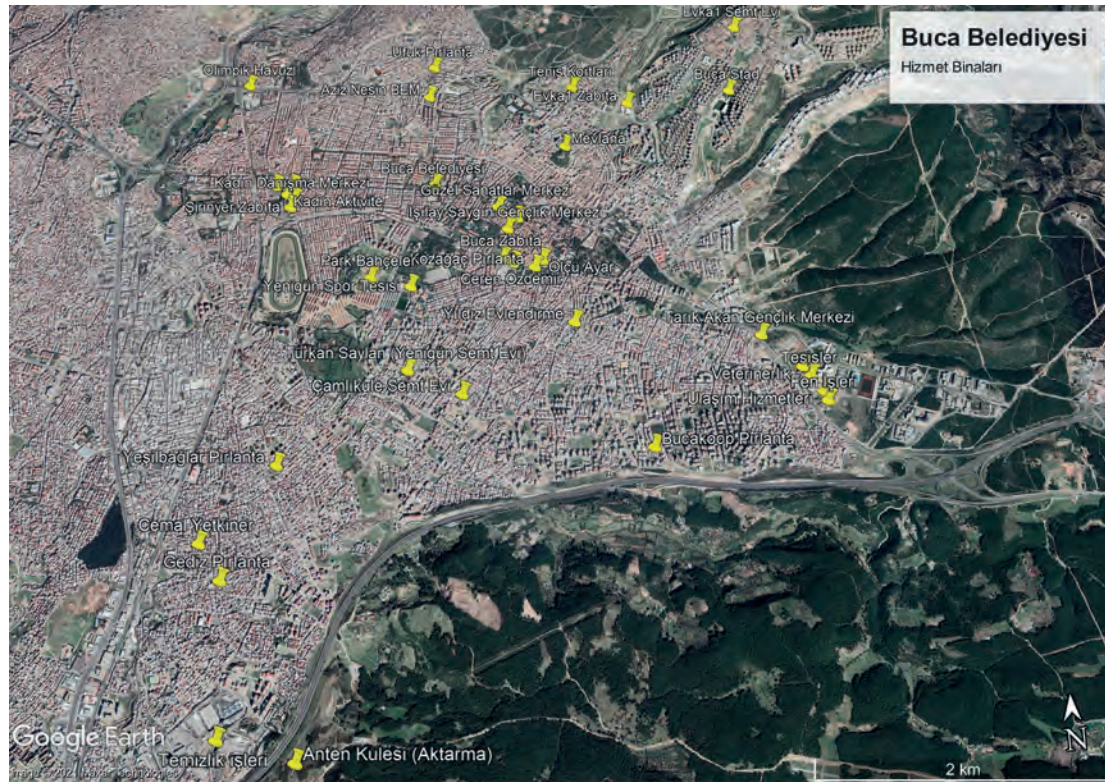 Buca Belediyesi
Hizmet Binaları
Evka1 Semt Evi
Ufuk Pırlanta
Olimpik Havuz
Tenis Kortları
Buca Stad
Aziz Nesin
Evka1 Zabıta
Mevlana
Buca Belediyesi
Kadın Danışma Merkezi
Güzel Sanatlar Merkezi
Şirinyer Zabıta
Kadın Aktivite
Işılay Saygın Gençlik Merkezi
Buca Zabıta
Park Bahçeler
Kozağaç Pırlanta
Ölçü Ayar
Yenigün Spor Tesisi
Ceren Özdemir
Yıldız Evlendirme
Tarık Akan Gençlik Merkezi
Türkan Saylan (Yenigün Semt Evi)
Tesisler
Veterinerlik
Fen İşleri
Çamlıkule Semt Evi
Ulaşım Hizmetleri
Bucakoop Pırlanta
Yeşilbağlar Pırlanta
Cemal Yetkiner
Gediz Pırlanta
N
Google Earth
Temizlik işleri
Anten Kulesi (Aktarma)
2 km